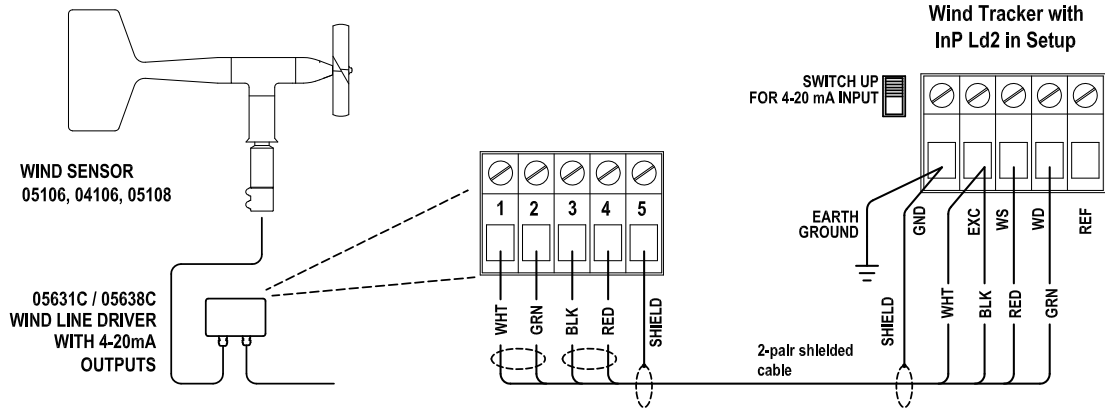 Wind Tracker with
InP Ld2 in Setup
SWITCH UP
FOR 4-20 mA INPUT
WIND SENSOR
05106, 04106, 05108
1 2 3 4 5
EARTH
GROUND
GND EXC WS WD REF
05631C / 05638C
WIND LINE DRIVER
WITH 4-20mA
OUTPUTS
WHT GRN BLK RED SHIELD
SHIELD WHT BLK RED GRN
2-pair shielded
cable